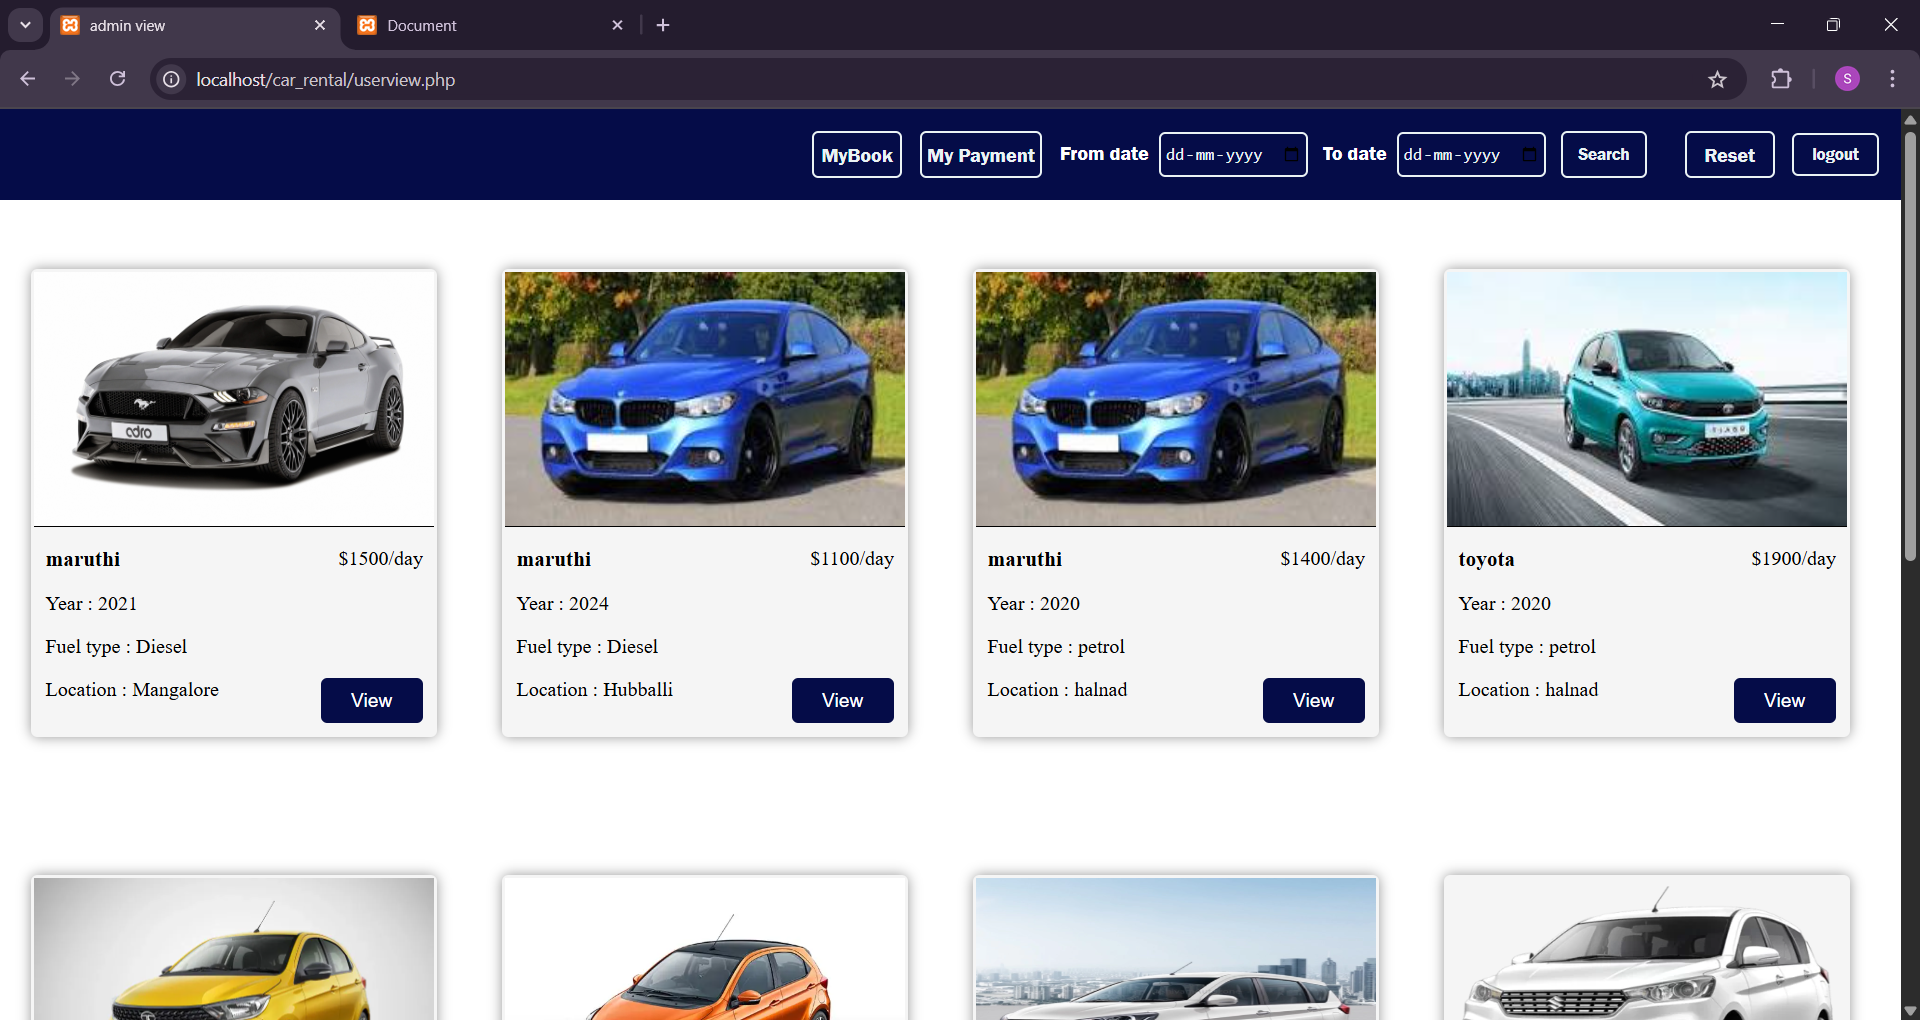 admin view
Document
localhost/car_rental/userview.php
S
MyBook My Payment From date dd-mm-yyyy To date dd-mm-yyyy Search Reset logout
adro
TIAGO
maruthi $1500/day
Year : 2021
Fuel type : Diesel
Location : Mangalore View
maruthi $1100/day
Year : 2024
Fuel type : Diesel
Location : Hubballi View
maruthi $1400/day
Year : 2020
Fuel type : petrol
Location : halnad View
toyota $1900/day
Year : 2020
Fuel type : petrol
Location : halnad View